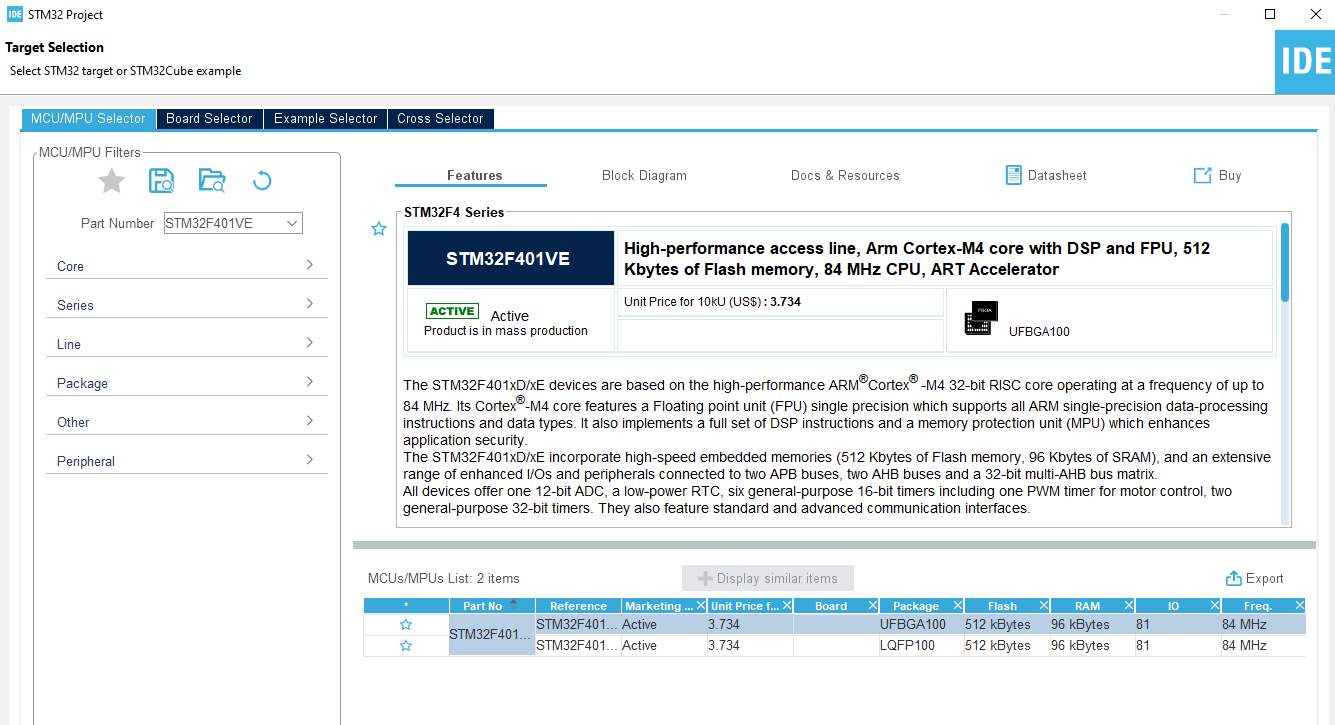 IDE STM32 Project
Target Selection
Select STM32 target or STM32Cube example
IDE
MCU/MPU Selector Board Selector Example Selector Cross Selector
MCU/MPU Filters
Part Number STM32F401VE
Core
Series
Line
Package
Other
Peripheral
Features Block Diagram Docs & Resources Datasheet Buy
STM32F4 Series
STM32F401VE
High-performance access line, Arm Cortex-M4 core with DSP and FPU, 512
Kbytes of Flash memory, 84 MHz CPU, ART Accelerator
ACTIVE Active
Product is in mass production
Unit Price for 10kU (US$) : 3.734
UFBGA100
The STM32F401xD/xE devices are based on the high-performance ARM®Cortex® -M4 32-bit RISC core operating at a frequency of up to
84 MHz. Its Cortex®-M4 core features a Floating point unit (FPU) single precision which supports all ARM single-precision data-processing
instructions and data types. It also implements a full set of DSP instructions and a memory protection unit (MPU) which enhances
application security.
The STM32F401xD/xE incorporate high-speed embedded memories (512 Kbytes of Flash memory, 96 Kbytes of SRAM), and an extensive
range of enhanced I/Os and peripherals connected to two APB buses, two AHB buses and a 32-bit multi-AHB bus matrix.
All devices offer one 12-bit ADC, a low-power RTC, six general-purpose 16-bit timers including one PWM timer for motor control, two
general-purpose 32-bit timers. They also feature standard and advanced communication interfaces.
MCUs/MPUs List: 2 items Display similar items Export
* Part No Reference Marketing ... Unit Price f... Board Package Flash RAM IO Freq.
STM32F401... STM32F401... Active 3.734 UFBGA100 512 kBytes 96 kBytes 81 84 MHz
STM32F401... Active 3.734 LQFP100 512 kBytes 96 kBytes 81 84 MHz